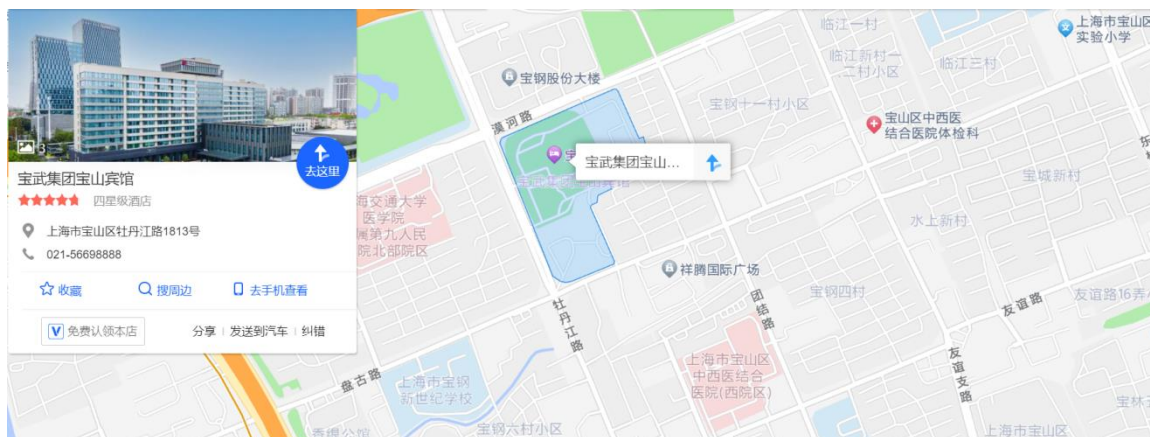 3
去这里
宝武集团宝山宾馆
四星级酒店
上海市宝山区牡丹江路1813号
021-56698888
收藏
搜周边
去手机查看
V 免费认领本店
分享
发送到汽车
纠错
临江一村
上海市宝山区
实验小学
临江新村一
二村小区
临江三村
宝钢股份大楼
漠河路
宝钢十一村小区
宝山区中西医
结合医院体检科
宝武集团宝山...
宝城新村
海交通大学
医学院
属第九人民
院北部院区
水上新村
祥腾国际广场
宝钢四村
友谊路
友谊路16弄
牡丹江路
团结路
友谊支路
盘古路
上海市宝钢
新世纪学校
上海市宝山区
中西医结合
医院(西院区)
宝钢六村小区
上海市宝山区